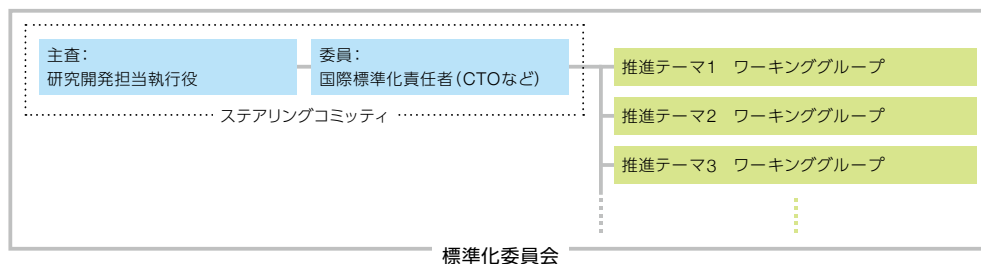 主査：
研究開発担当執行役
委員：
国際標準化責任者（CTOなど）
ステアリングコミッティ
推進テーマ1　ワーキンググループ
推進テーマ2　ワーキンググループ
推進テーマ3　ワーキンググループ
標準化委員会